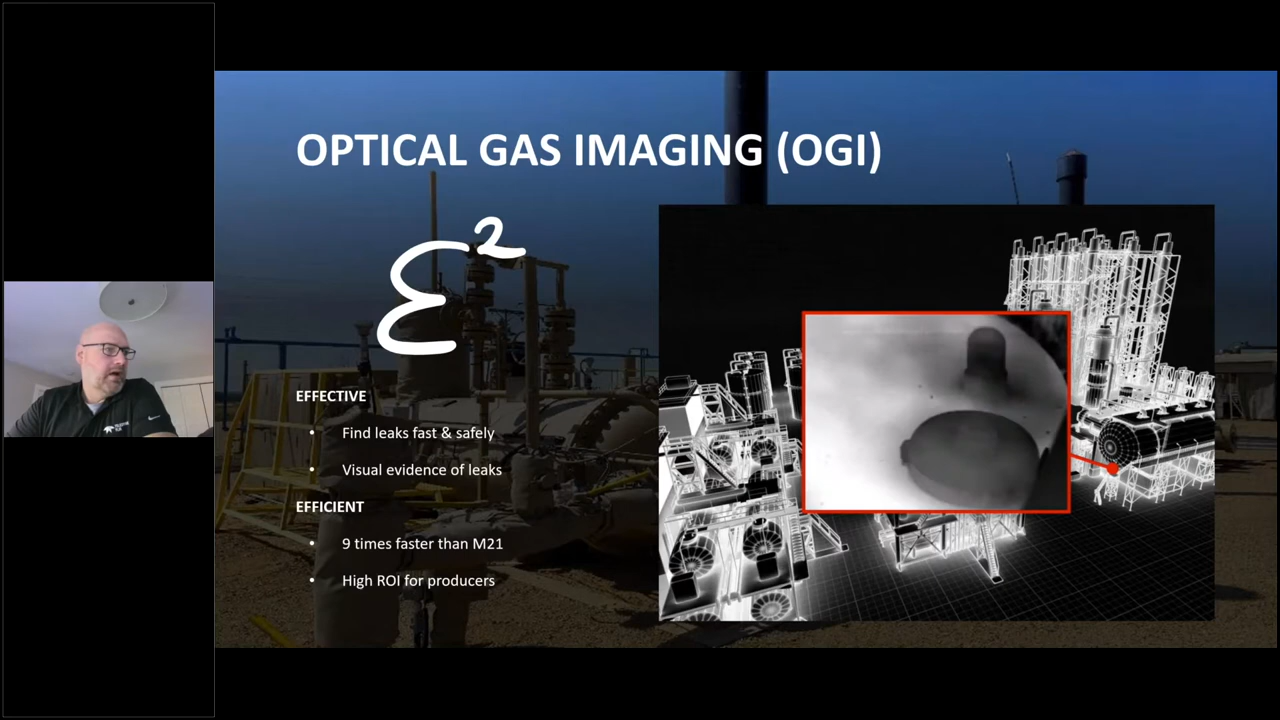 OPTICAL GAS IMAGING (OGI)
ε²
EFFECTIVE
• Find leaks fast & safely
• Visual evidence of leaks
EFFICIENT
• 9 times faster than M21
• High ROI for producers